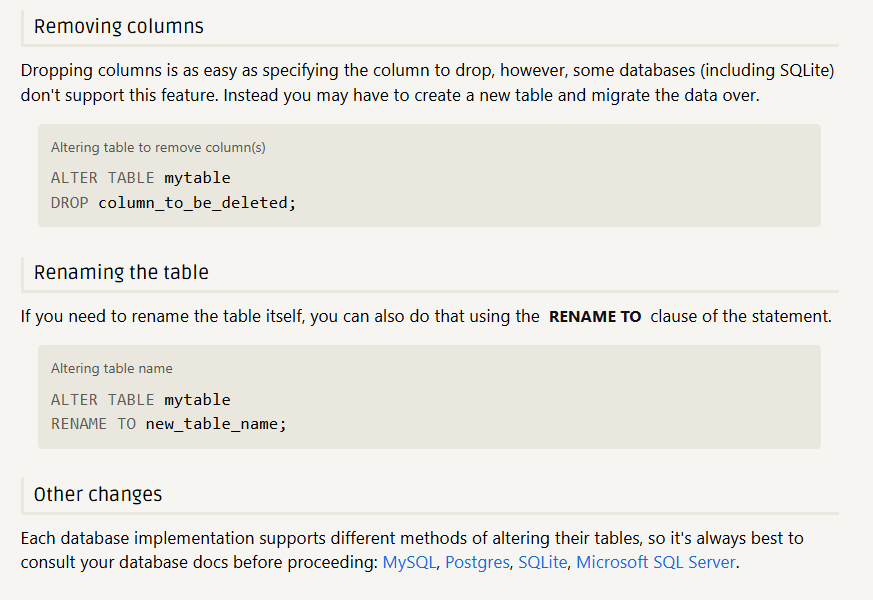 Removing columns
Dropping columns is as easy as specifying the column to drop, however, some databases (including SQLite)
don't support this feature. Instead you may have to create a new table and migrate the data over.
Altering table to remove column(s)
ALTER TABLE mytable
DROP column_to_be_deleted;
Renaming the table
If you need to rename the table itself, you can also do that using the RENAME TO clause of the statement.
Altering table name
ALTER TABLE mytable
RENAME TO new_table_name;
Other changes
Each database implementation supports different methods of altering their tables, so it's always best to
consult your database docs before proceeding: MySQL, Postgres, SQLite, Microsoft SQL Server.